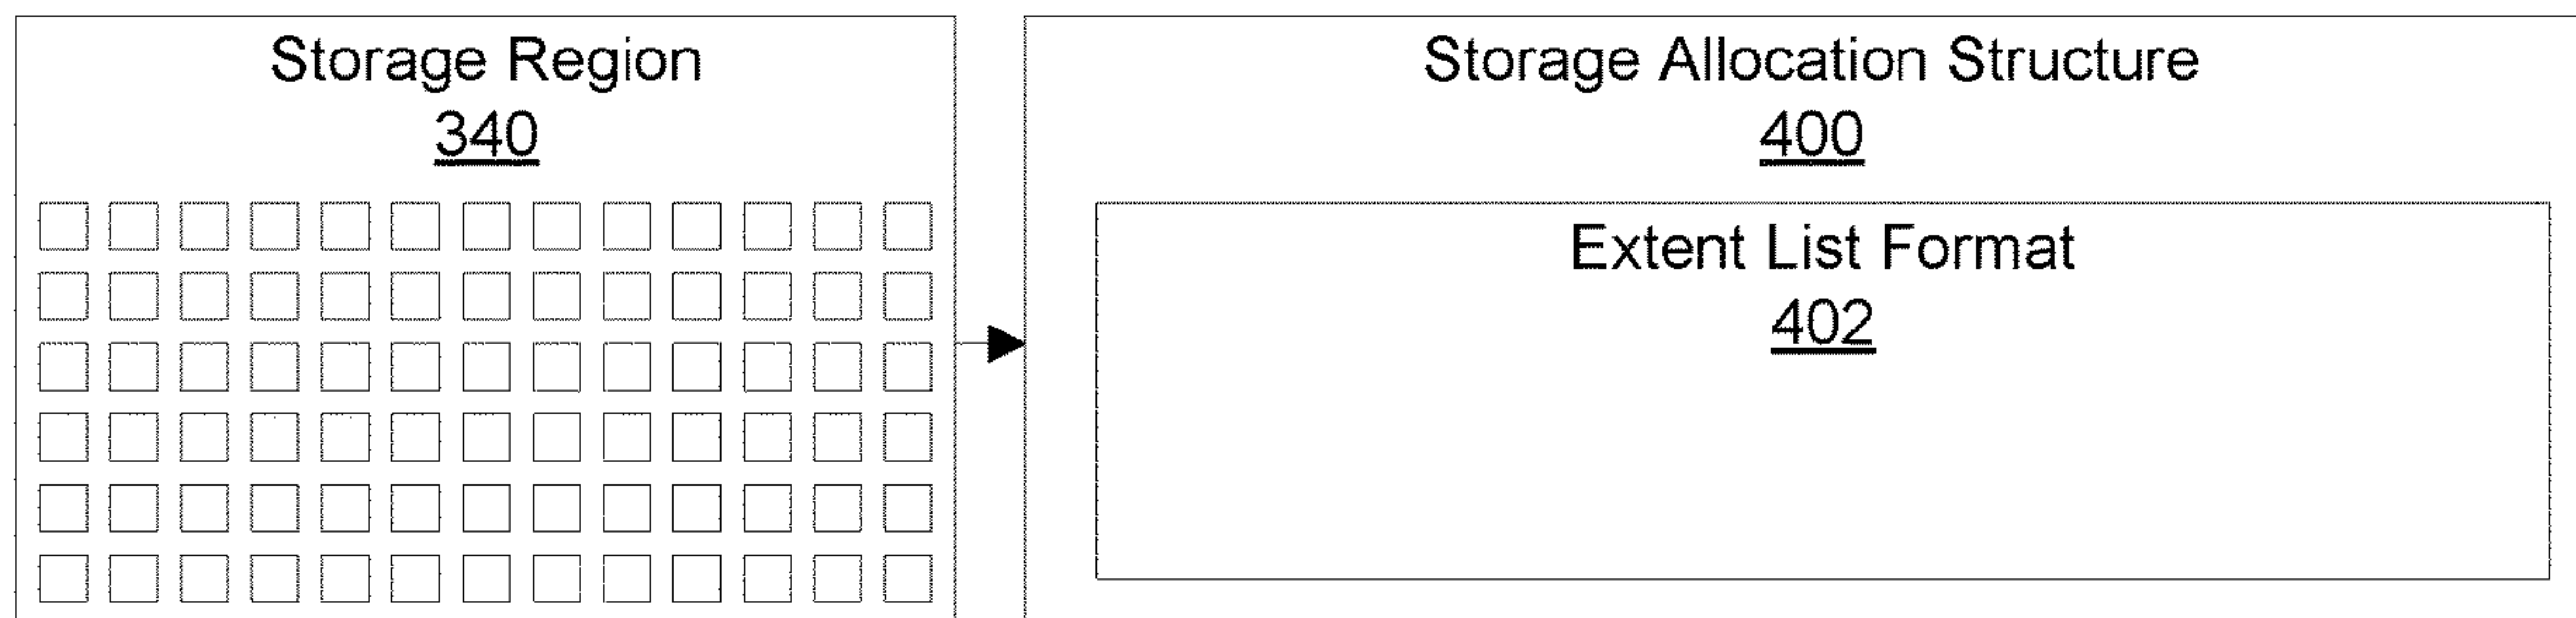 Storage Region
340
Storage Allocation Structure
400
Extent List Format
402